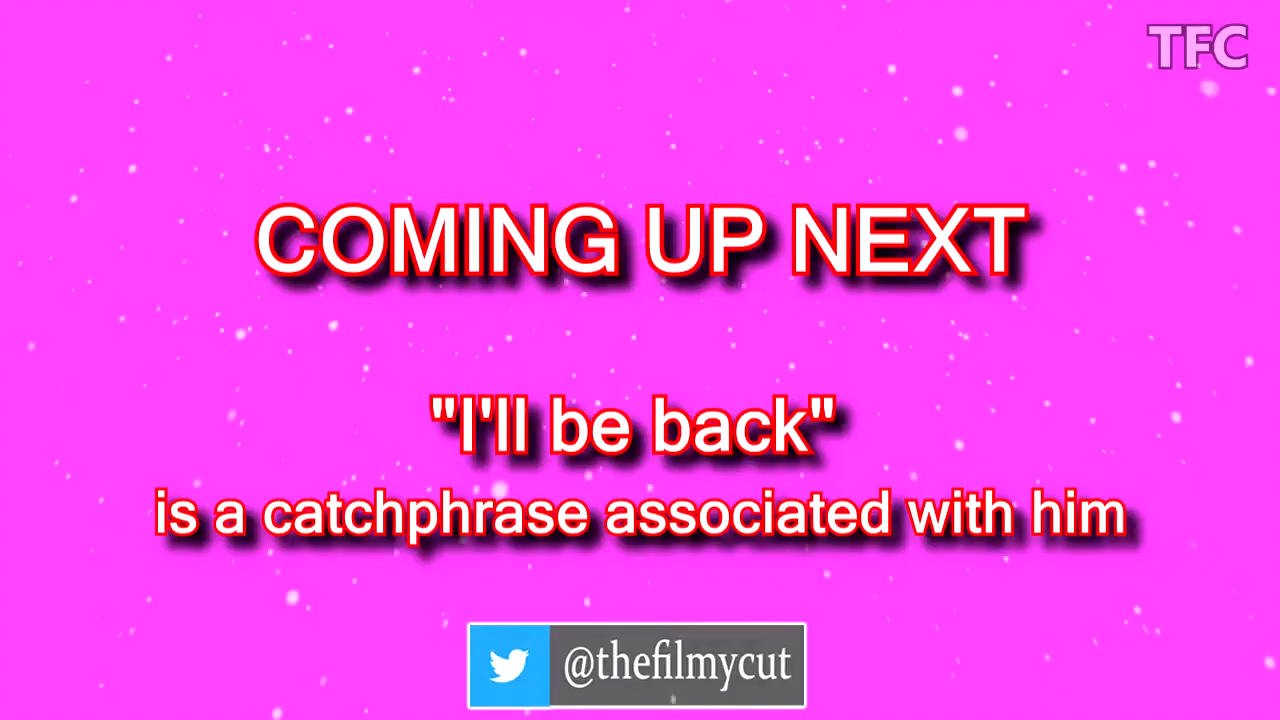 TFC
COMING UP NEXT
"I'll be back"
is a catchphrase associated with him
@thefilmycut